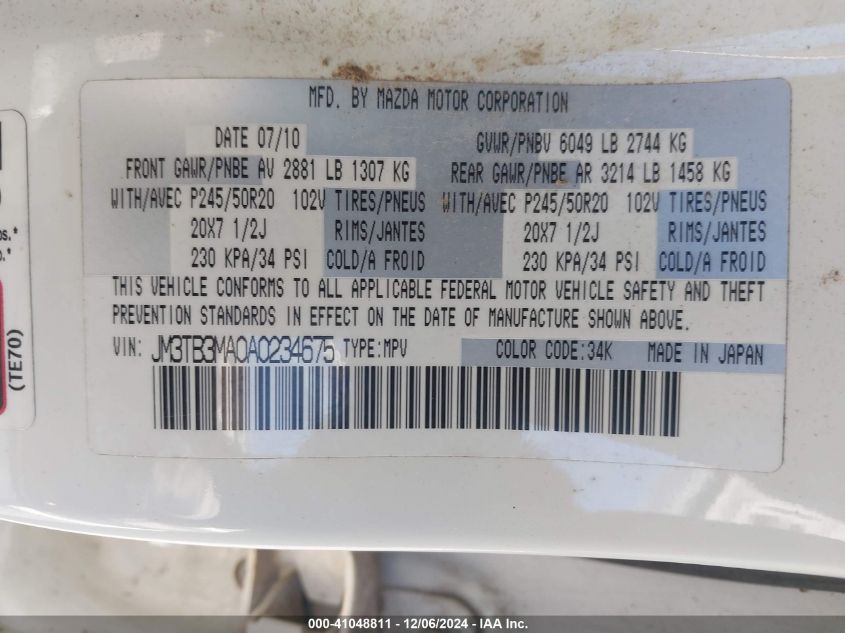 MFD. BY MAZDA MOTOR CORPORATION
DATE 07/10 GVWR/PNBV 6049 LB 2744 KG
FRONT GAWR/PNBE AV 2881 LB 1307 KG REAR GAWR/PNBE AR 3214 LB 1458 KG
WITH/AVEC P245/50R20 102V TIRES/PNEUS WITH/AVEC P245/50R20 102V TIRES/PNEUS
20X7 1/2J RIMS/JANTES 20X7 1/2J RIMS/JANTES
230 KPA/34 PSI COLD/A FROID 230 KPA/34 PSI COLD/A FROID
THIS VEHICLE CONFORMS TO ALL APPLICABLE FEDERAL MOTOR VEHICLE SAFETY AND THEFT
PREVENTION STANDARDS IN EFFECT ON THE DATE OF MANUFACTURE SHOWN ABOVE.
VIN: JM3TB3MA0A0234675 TYPE:MPV COLOR CODE:34K MADE IN JAPAN
(TE70)
000-41048811 - 12/06/2024 - IAA Inc.